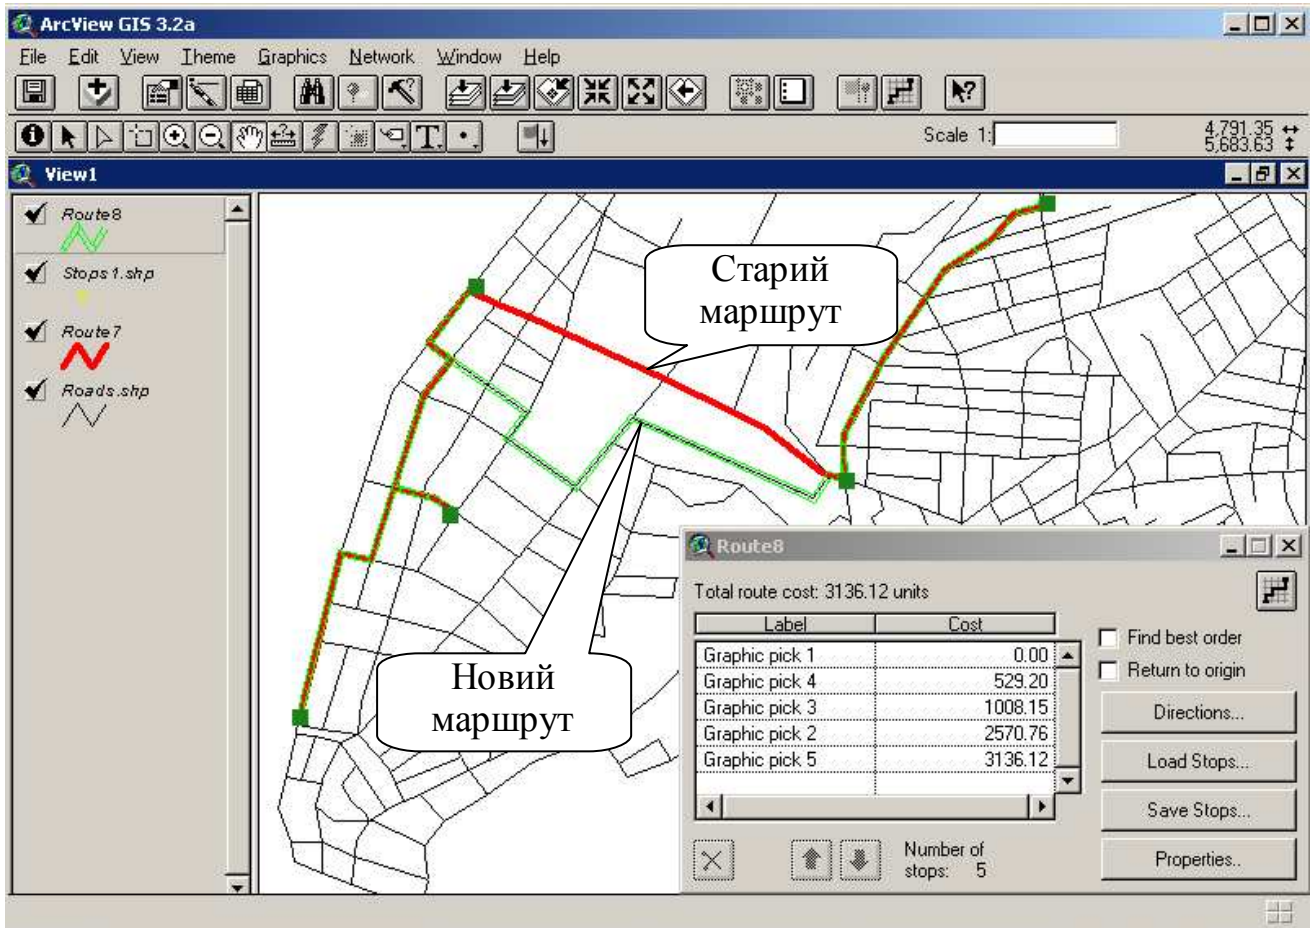 ArcView GIS 3.2a
File Edit View Theme Graphics Network Window Help
Scale 1:
4,791.35
5,683.63
View1
Route8
Stops1.shp
Route7
Roads.shp
Старий
маршрут
Новий
маршрут
Route8
Total route cost: 3136.12 units
Label Cost
Graphic pick 1 0.00
Graphic pick 4 529.20
Graphic pick 3 1008.15
Graphic pick 2 2570.76
Graphic pick 5 3136.12
Find best order
Return to origin
Directions...
Load Stops...
Save Stops...
Properties..
Number of
stops: 5